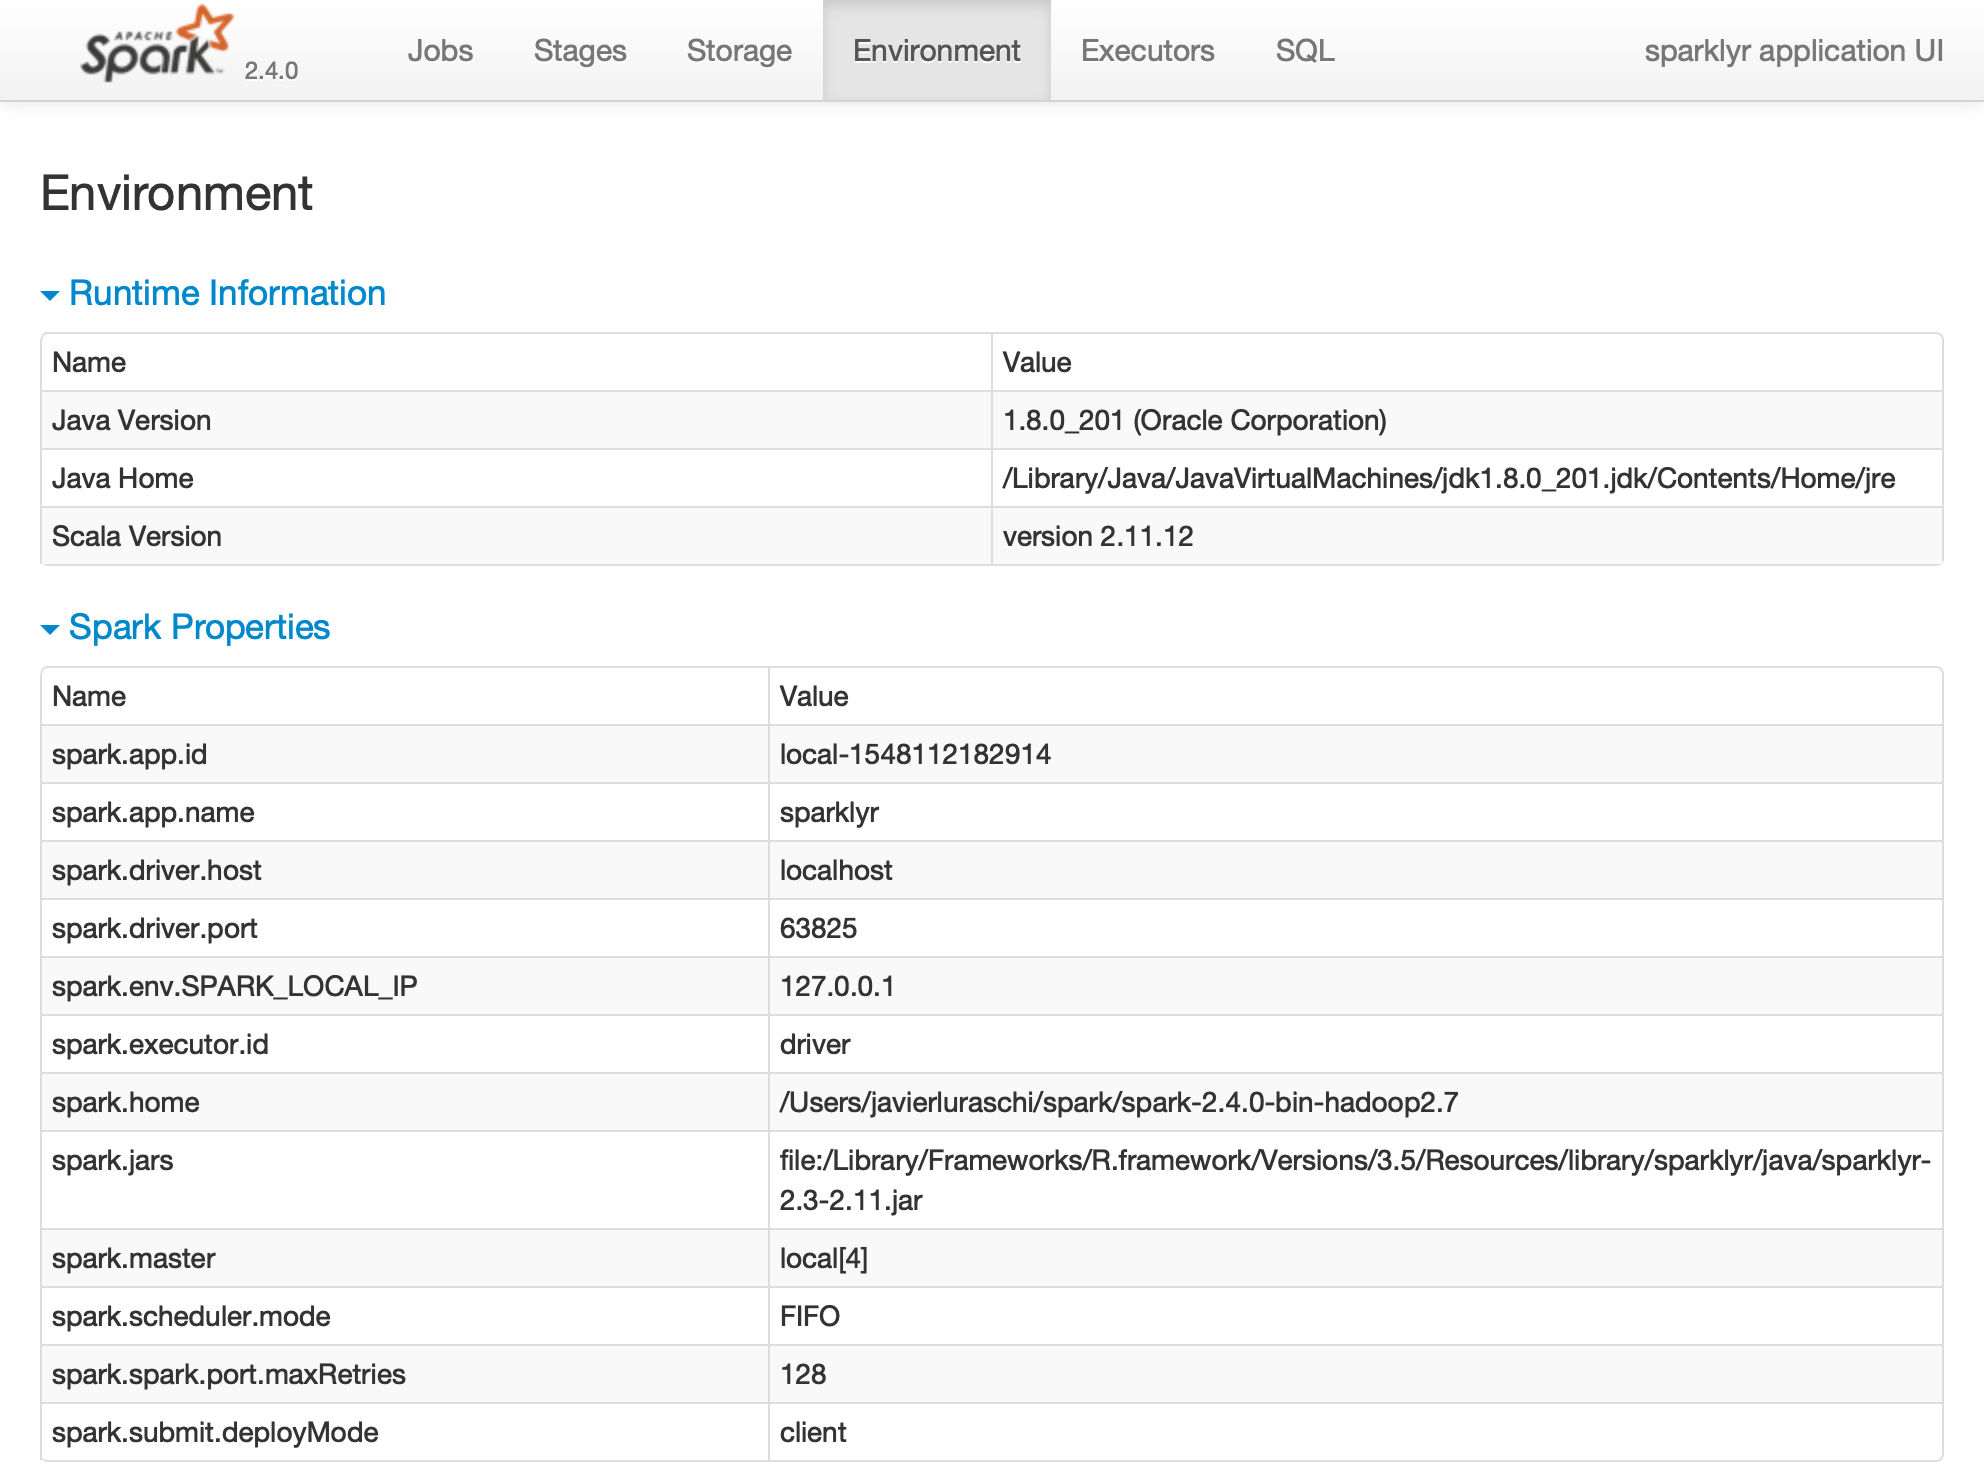 APACHE
Spark™ 2.4.0 Jobs Stages Storage Environment Executors SQL sparklyr application UI
Environment
Runtime Information
Name Value
Java Version 1.8.0_201 (Oracle Corporation)
Java Home /Library/Java/JavaVirtualMachines/jdk1.8.0_201.jdk/Contents/Home/jre
Scala Version version 2.11.12
Spark Properties
Name Value
spark.app.id local-1548112182914
spark.app.name sparklyr
spark.driver.host localhost
spark.driver.port 63825
spark.env.SPARK_LOCAL_IP 127.0.0.1
spark.executor.id driver
spark.home /Users/javierluraschi/spark/spark-2.4.0-bin-hadoop2.7
spark.jars file:/Library/Frameworks/R.framework/Versions/3.5/Resources/library/sparklyr/java/sparklyr-
2.3-2.11.jar
spark.master local[4]
spark.scheduler.mode FIFO
spark.spark.port.maxRetries 128
spark.submit.deployMode client